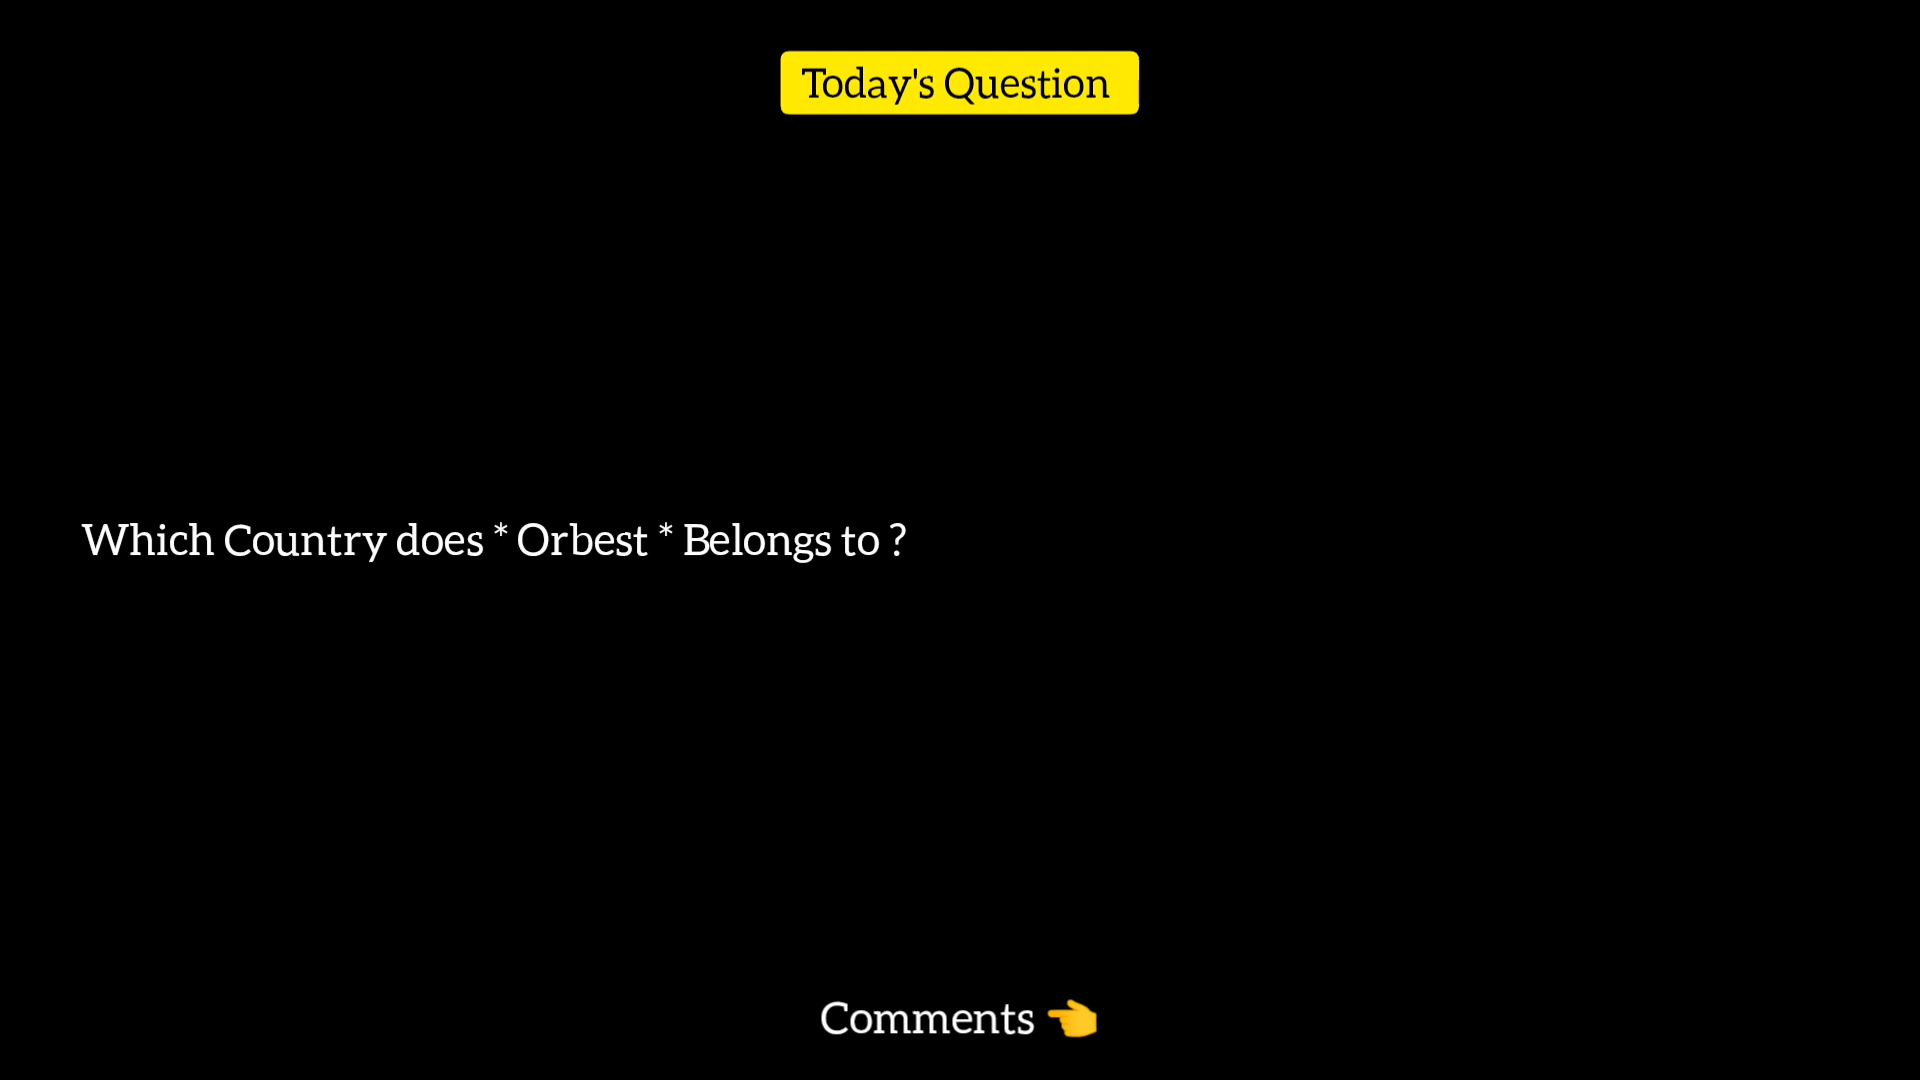 Today's Question
Which Country does * Orbest * Belongs to ?
Comments 👈